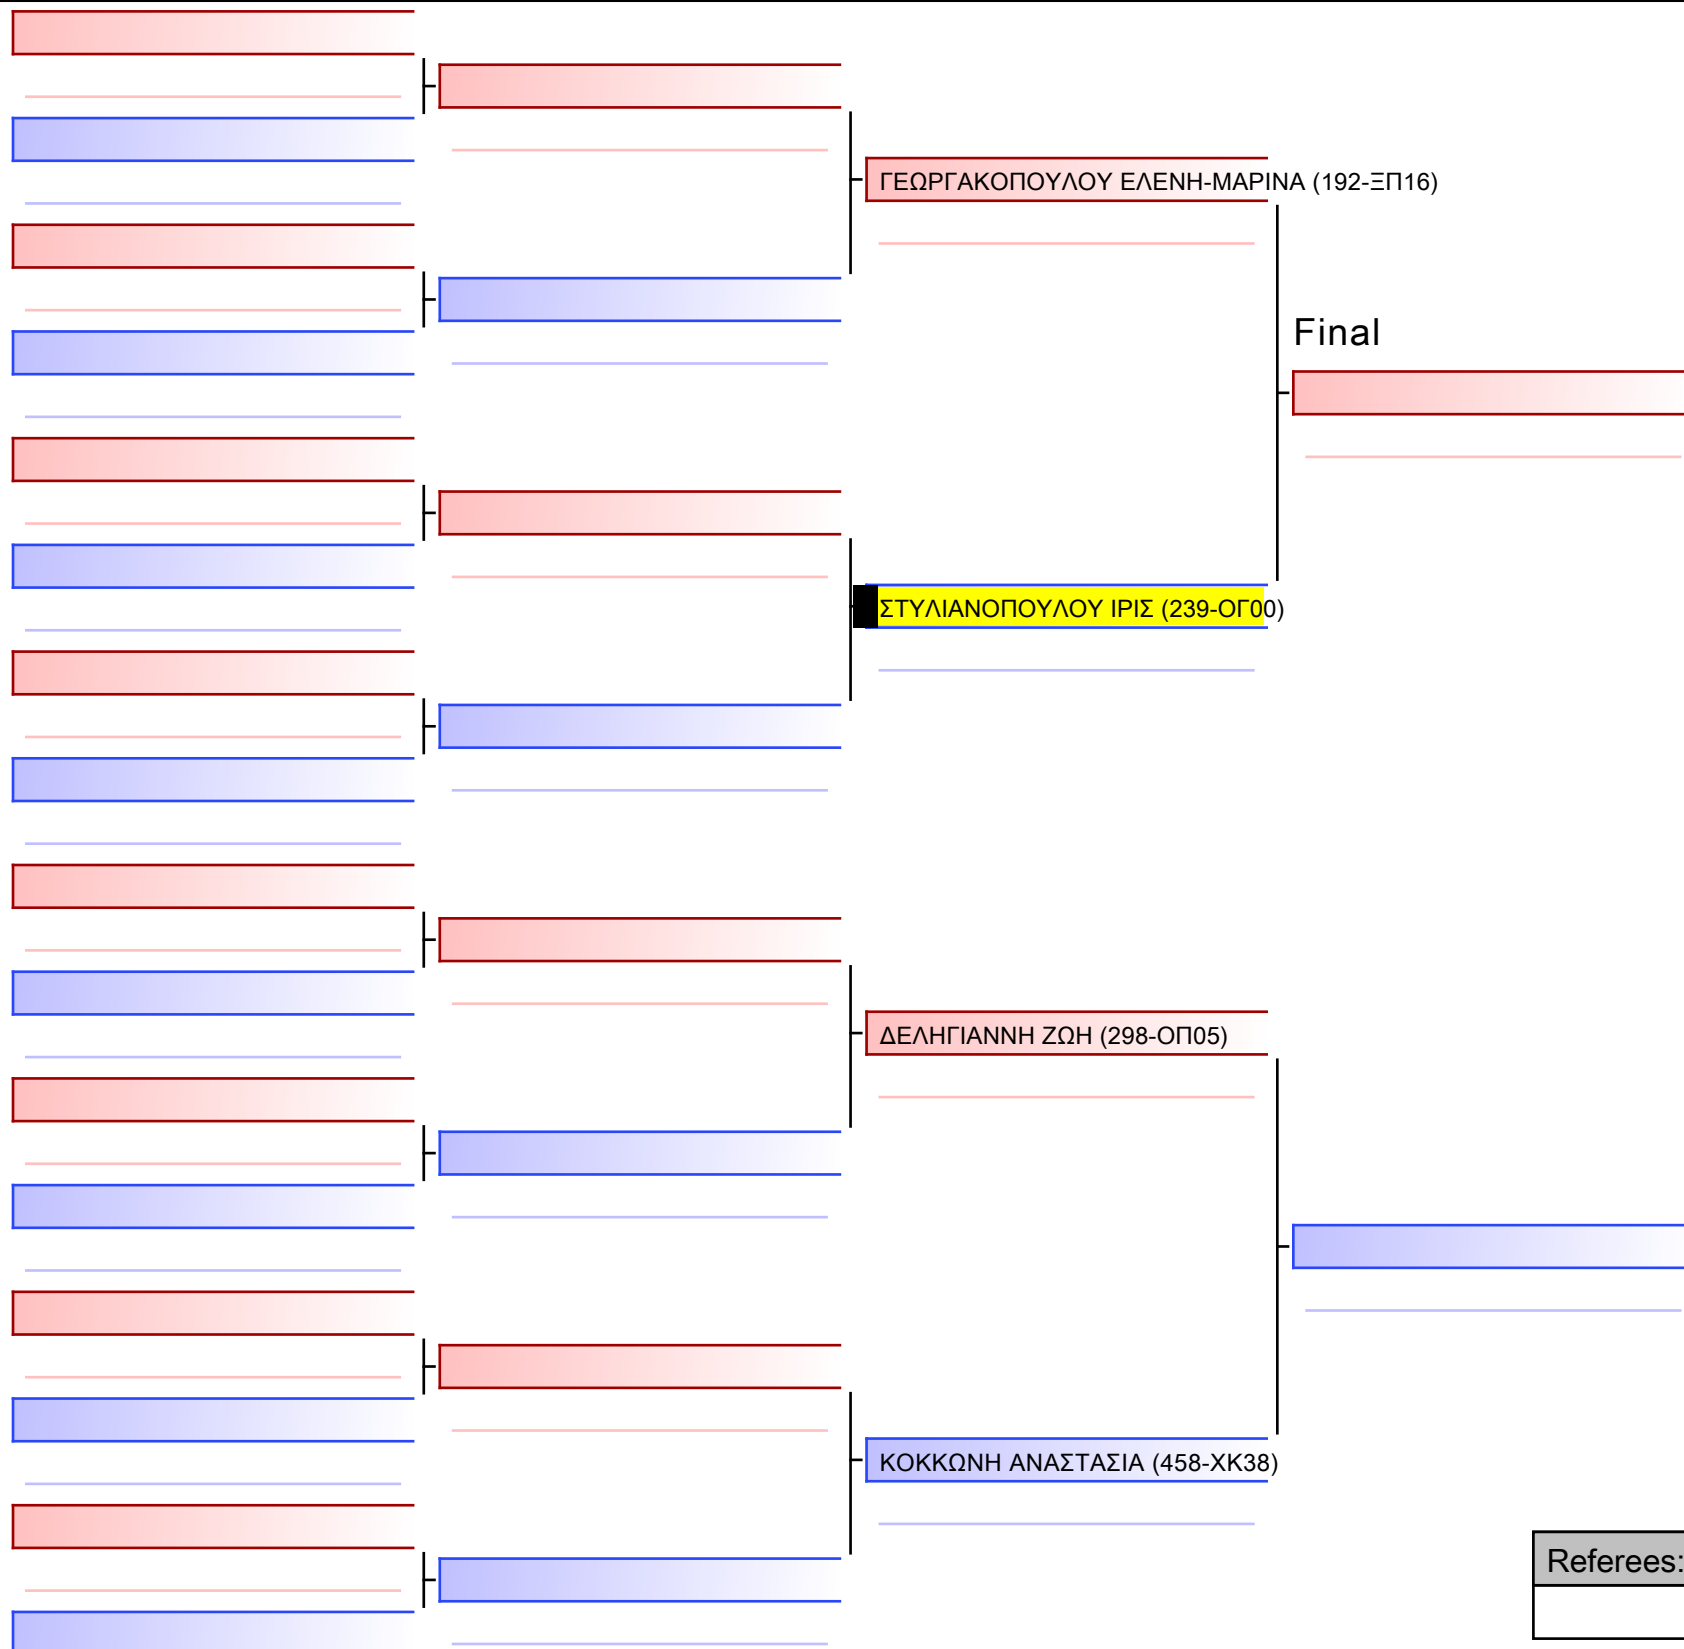 ΓΕΩΡΓΑΚΟΠΟΥΛΟΥ ΕΛΕΝΗ-ΜΑΡΙΝΑ (192-ΞΠ16)
Final
ΣΤΥΛΙΑΝΟΠΟΥΛΟΥ ΙΡΙΣ (239-ΟΓ00)
ΔΕΛΗΓΙΑΝΝΗ ΖΩΗ (298-ΟΠ05)
ΚΟΚΚΩΝΗ ΑΝΑΣΤΑΣΙΑ (458-ΧΚ38)
Referees: